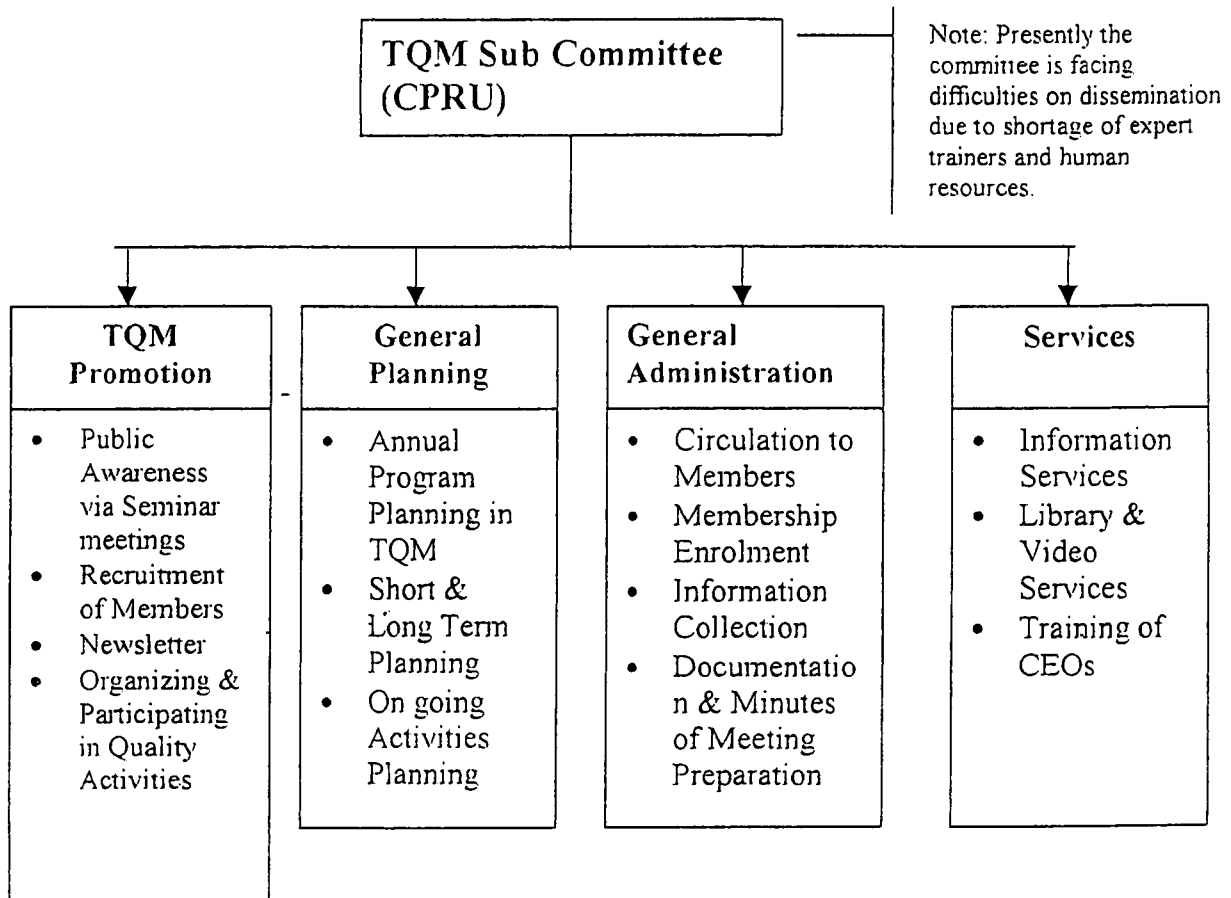 TQM Sub Committee
(CPRU)
Note: Presently the
committee is facing
difficulties on dissemination
due to shortage of expert
trainers and human
resources.
TQM
Promotion
• Public
Awareness
via Seminar
meetings
• Recruitment
of Members
• Newsletter
• Organizing &
Participating
in Quality
Activities
General
Planning
• Annual
Program
Planning in
TQM
• Short &
Long Term
Planning
• On going
Activities
Planning
General
Administration
• Circulation to
Members
• Membership
Enrolment
• Information
Collection
• Documentatio
n & Minutes
of Meeting
Preparation
Services
• Information
Services
• Library &
Video
Services
• Training of
CEOs